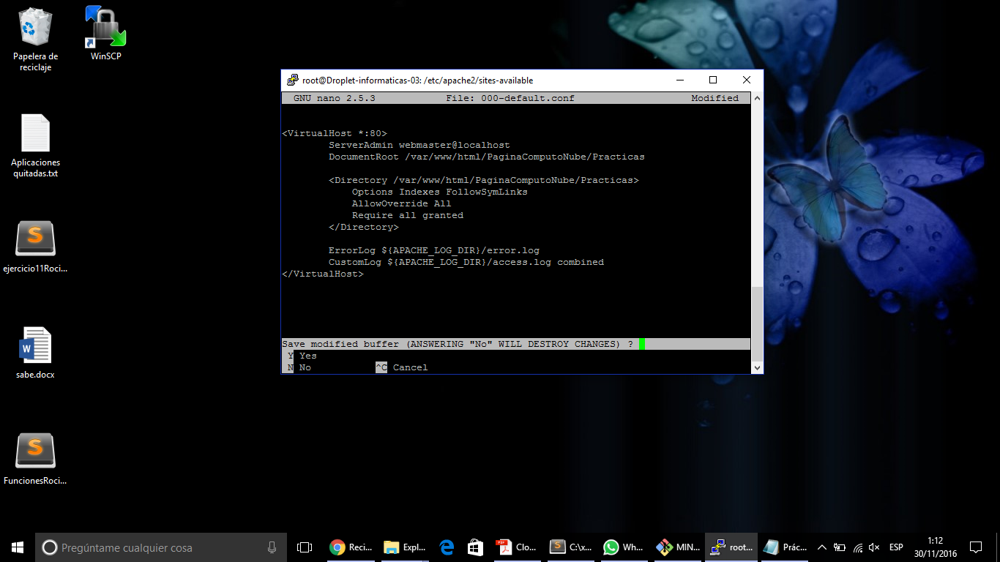 Papelera de
reciclaje
WinSCP
Aplicaciones
quitadas.txt
ejercicio11Roci...
W
sabe.docx
FuncionesRoci...
root@Droplet-informaticas-03: /etc/apache2/sites-available
GNU nano 2.5.3 File: 000-default.conf Modified
<VirtualHost *:80>
ServerAdmin webmaster@localhost
DocumentRoot /var/www/html/PaginaComputoNube/Practicas
<Directory /var/www/html/PaginaComputoNube/Practicas>
Options Indexes FollowSymLinks
AllowOverride All
Require all granted
</Directory>
ErrorLog ${APACHE_LOG_DIR}/error.log
CustomLog ${APACHE_LOG_DIR}/access.log combined
</VirtualHost>
Save modified buffer (ANSWERING "No" WILL DESTROY CHANGES) ?
Y Yes
N No ^C Cancel
Pregúntame cualquier cosa
Reci...
Expl...
Clo...
C:\x...
Wh...
MIN...
root...
Prác...
ESP
1:12
30/11/2016